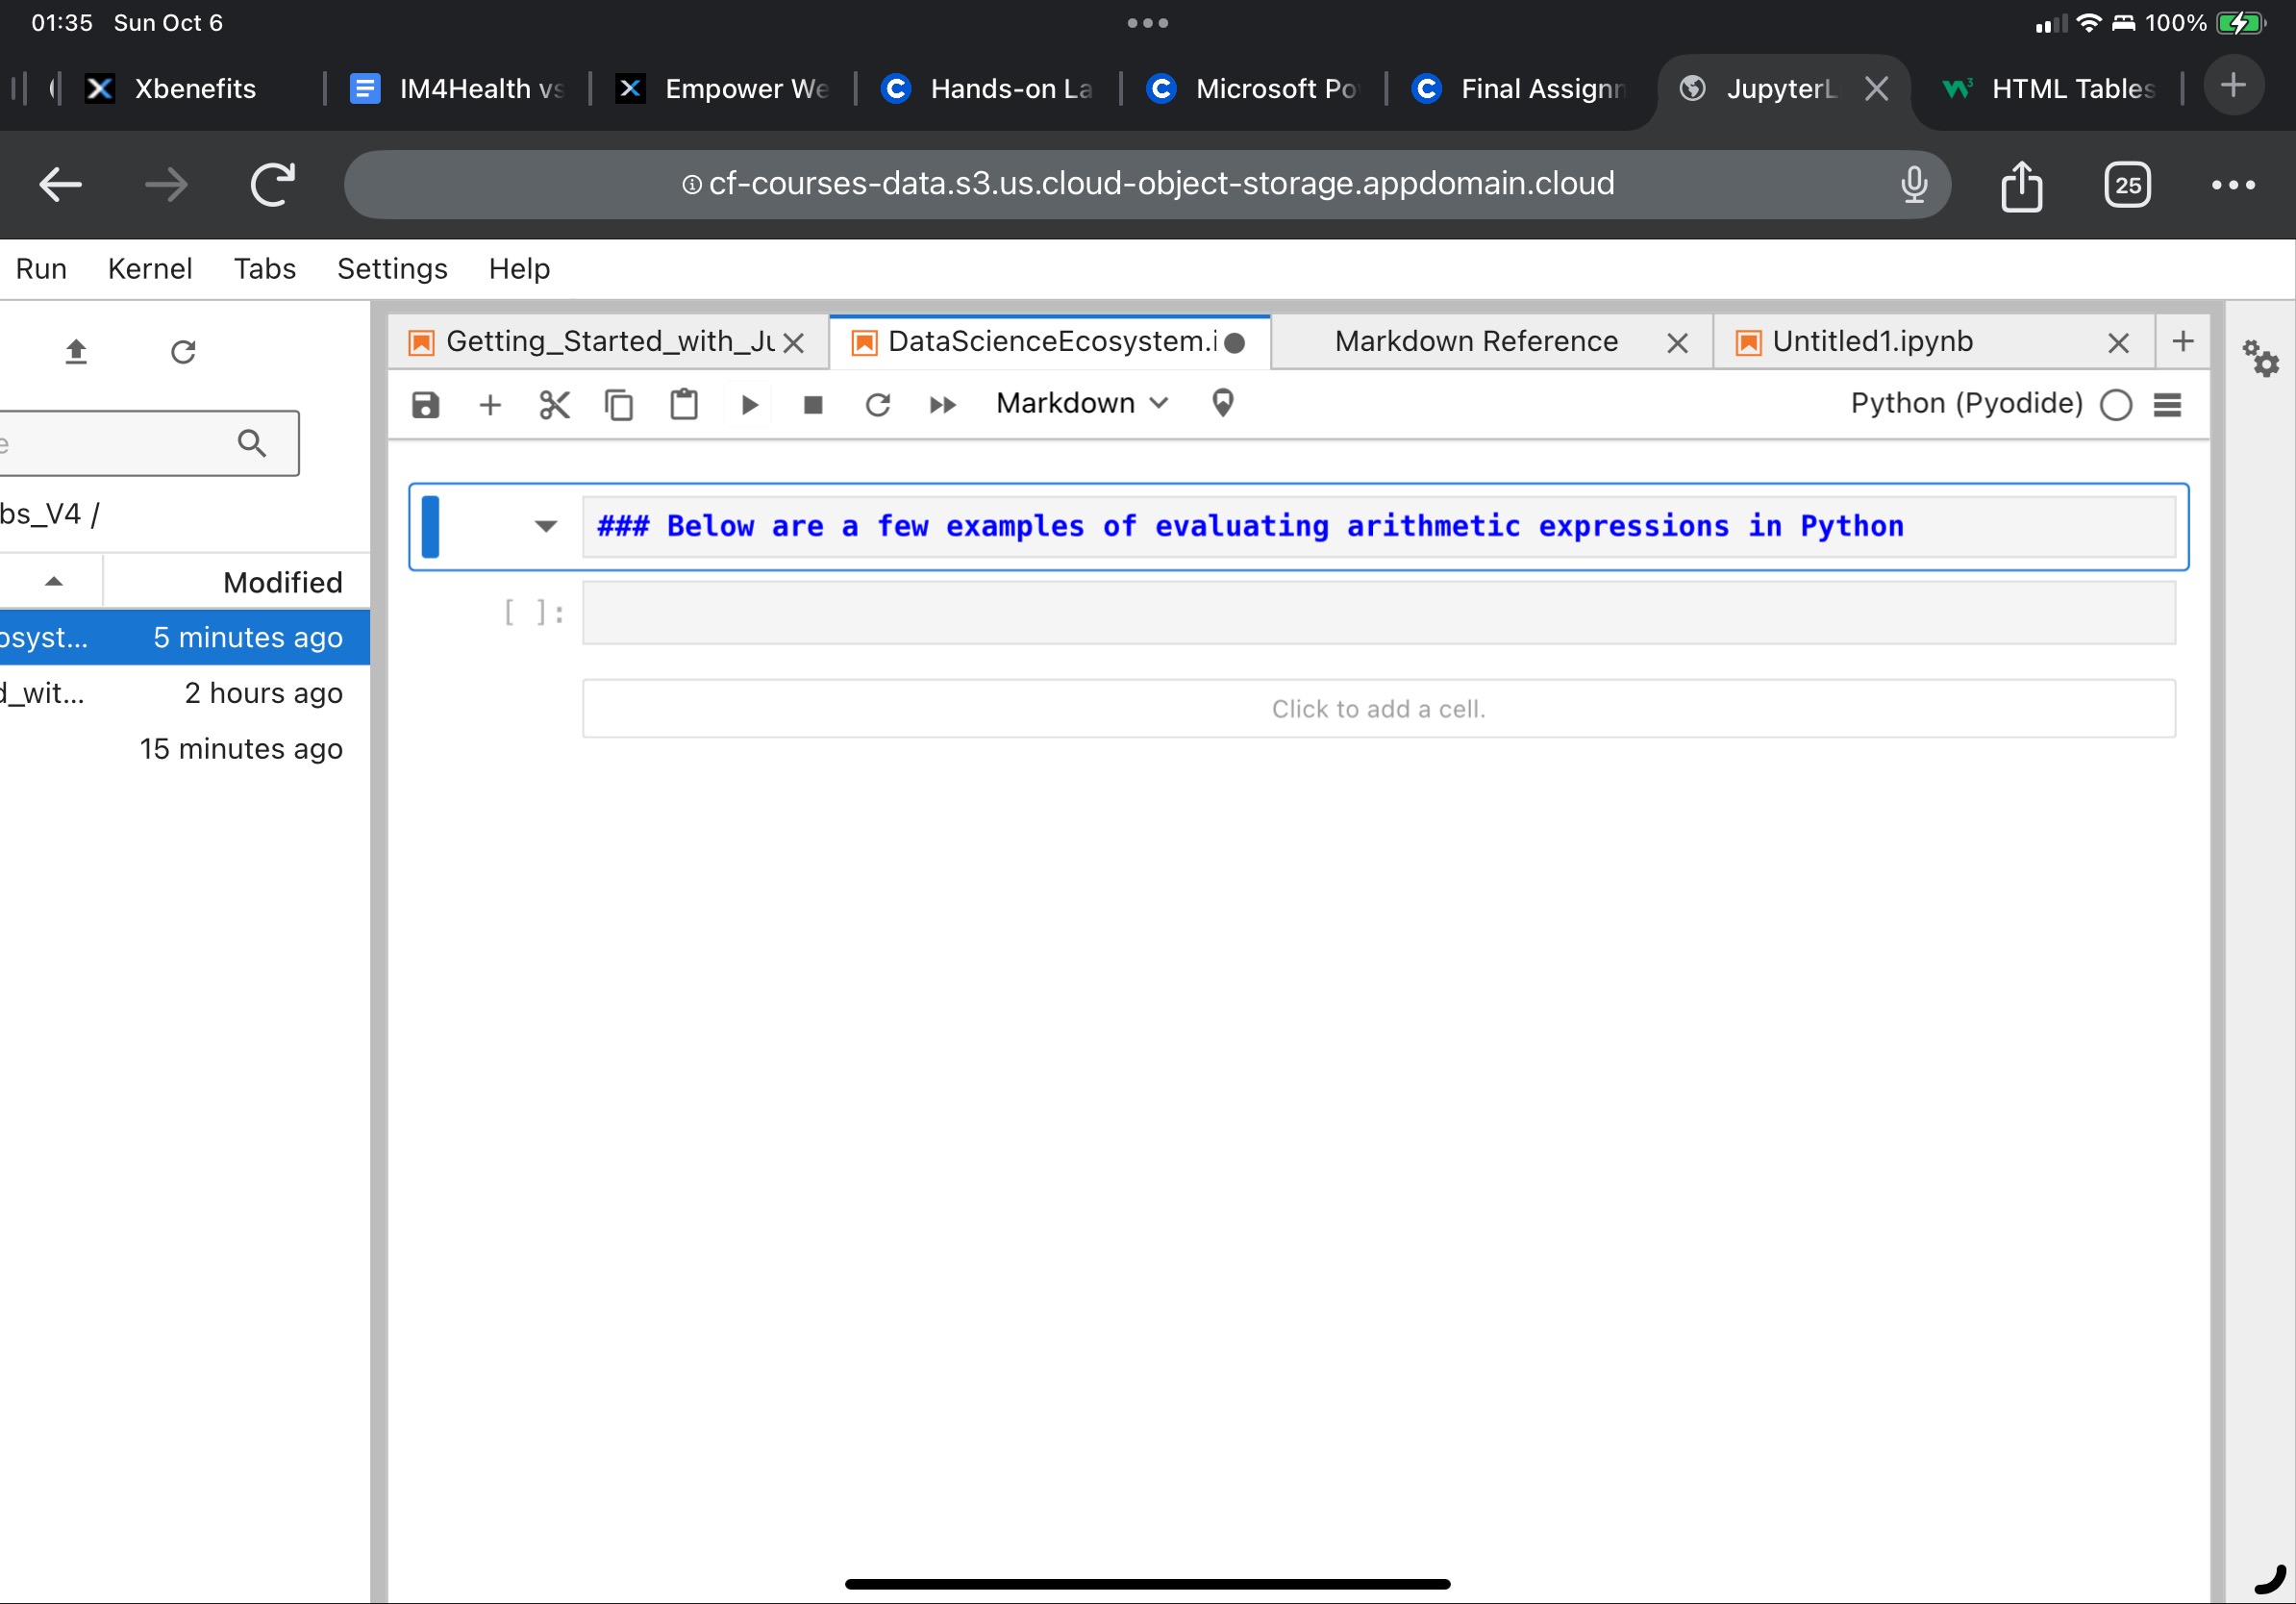 01:35 Sun Oct 6
100%
Xbenefits
IM4Health vs
Empower We
Hands-on La
Microsoft Po
Final Assignm
JupyterL
HTML Tables
cf-courses-data.s3.us.cloud-object-storage.appdomain.cloud
25
Run Kernel Tabs Settings Help
Getting_Started_with_Ju
DataScienceEcosystem.i
Markdown Reference
Untitled1.ipynb
Markdown
Python (Pyodide)
e
bs_V4 /
Modified
osyst... 5 minutes ago
d_wit... 2 hours ago
15 minutes ago
### Below are a few examples of evaluating arithmetic expressions in Python
[ ]:
Click to add a cell.